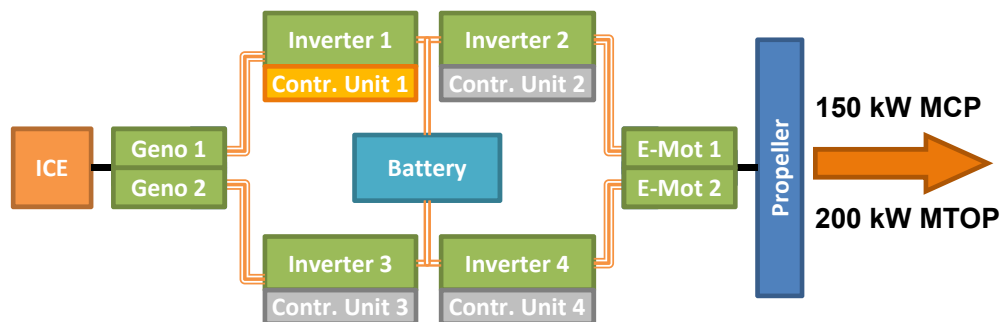 Inverter 1
Inverter 2
Contr. Unit 1
Contr. Unit 2
ICE
Geno 1
Geno 2
Battery
E-Mot 1
E-Mot 2
Propeller
150 kW MCP
200 kW MTOP
Inverter 3
Inverter 4
Contr. Unit 3
Contr. Unit 4